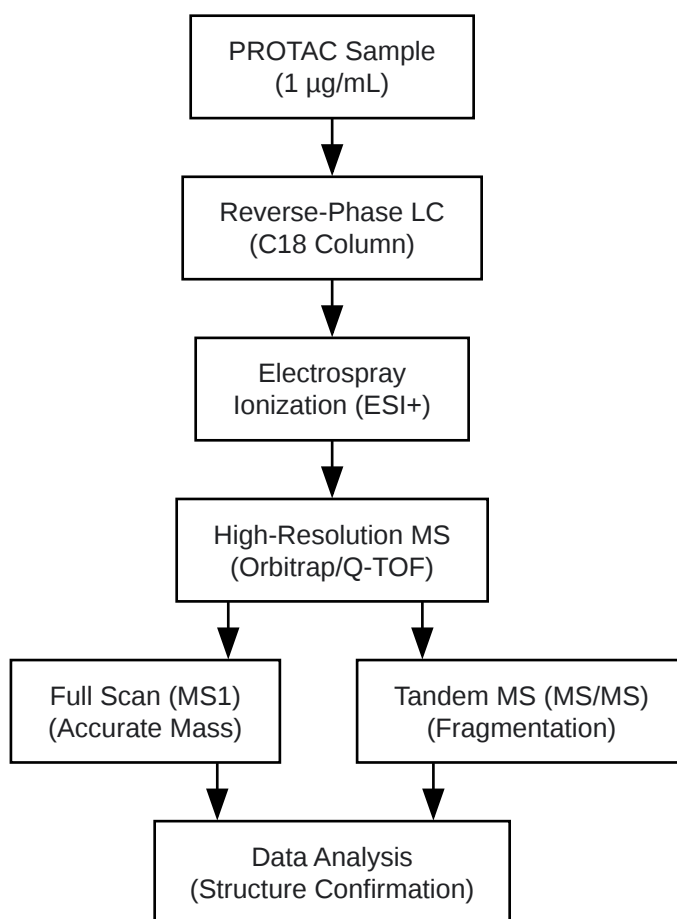 PROTAC Sample
(1 µg/mL)
Reverse-Phase LC
(C18 Column)
Electrospray
Ionization (ESI+)
High-Resolution MS
(Orbitrap/Q-TOF)
Full Scan (MS1)
(Accurate Mass)
Tandem MS (MS/MS)
(Fragmentation)
Data Analysis
(Structure Confirmation)